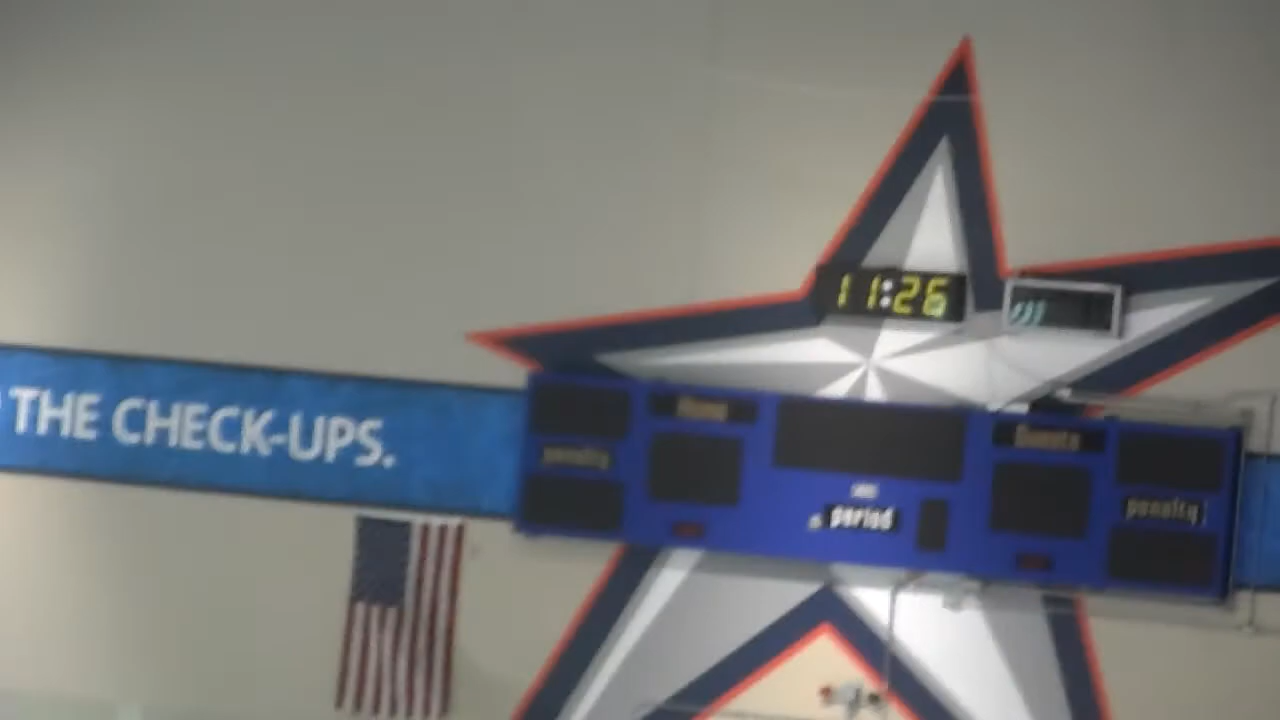 11:26
THE CHECK-UPS.
Home
Guests
penalty
period
penalty